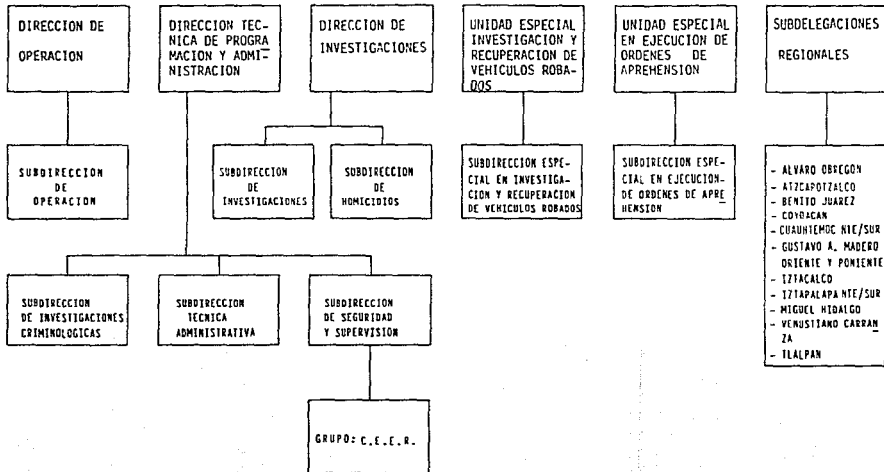 DIRECCION DE
OPERACION
DIRECCION TEC-
NICA DE PROGRA
MACION Y ADMI-
NISTRACION
DIRECCION DE
INVESTIGACIONES
UNIDAD ESPECIAL
INVESTIGACION Y
RECUPERACION DE
VEHICULOS ROBA-
DOS
UNIDAD ESPECIAL
EN EJECUCION DE
ORDENES DE
APREHENSION
SUBDELEGACIONES
REGIONALES
SUBDIRECCION
DE
OPERACION
SUBDIRECCION
DE
INVESTIGACIONES
SUBDIRECCION
DE
HOMICIDIOS
SUBDIRECCION ESPE-
CIAL EN INVESTIGA-
CION Y RECUPERACION
DE VEHICULOS ROBADOS
SUBDIRECCION ESPE-
CIAL EN EJECUCION-
DE ORDENES DE APRE
HENSION
- ALVARO OBREGON
- ATZCAPOTZALCO
- BENITO JUAREZ
- COYOACAN
- CUAUHTEMOC NTE/SUR
- GUSTAVO A. MADERO
ORIENTE Y PONIENTE
- IZTACALCO
- IZTAPALAPA NTE/SUR
- MIGUEL HIDALGO
- VENUSTIANO CARRAN
ZA
- TLALPAN
SUBDIRECCION
DE INVESTIGACIONES
CRIMINOLOGICAS
SUBDIRECCION
TECNICA
ADMINISTRATIVA
SUBDIRECCION
DE SEGURIDAD
Y SUPERVISION
GRUPO: C.E.E.R.